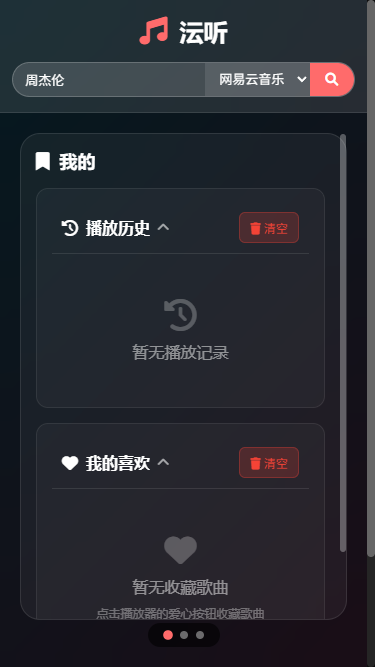 沄听
周杰伦
网易云音乐
我的
播放历史
清空
暂无播放记录
我的喜欢
清空
暂无收藏歌曲
点击播放器的爱心按钮收藏歌曲